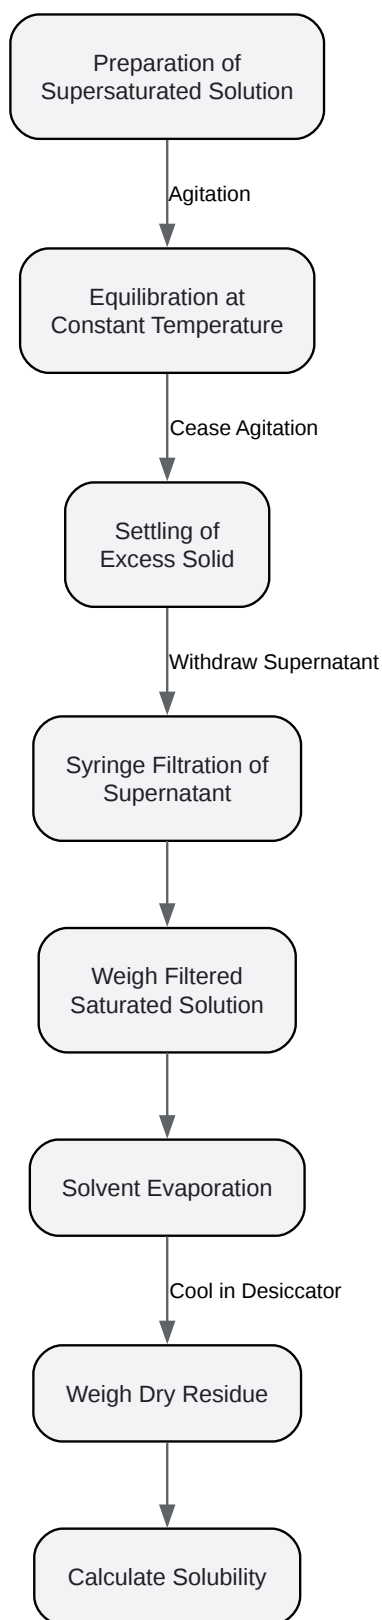 Preparation of
Supersaturated Solution
Agitation
Equilibration at
Constant Temperature
Cease Agitation
Settling of
Excess Solid
Withdraw Supernatant
Syringe Filtration of
Supernatant
Weigh Filtered
Saturated Solution
Solvent Evaporation
Cool in Desiccator
Weigh Dry Residue
Calculate Solubility